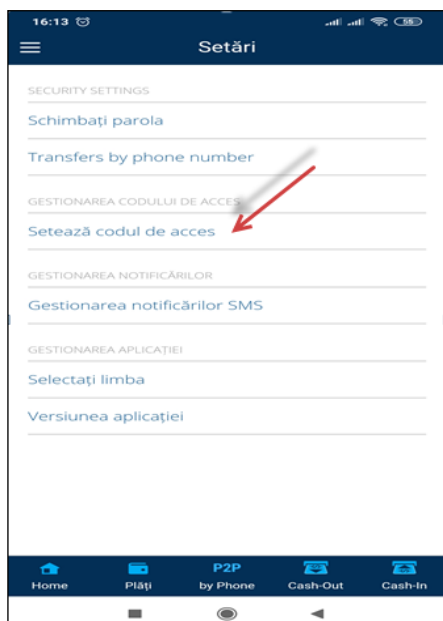 16:13
55
Setări
SECURITY SETTINGS
Schimbați parola
Transfers by phone number
GESTIONAREA CODULUI DE ACCES
Setează codul de acces
GESTIONAREA NOTIFICĂRILOR
Gestionarea notificărilor SMS
GESTIONAREA APLICAȚIEI
Selectați limba
Versiunea aplicației
P2P
Home Plăți by Phone Cash-Out Cash-In